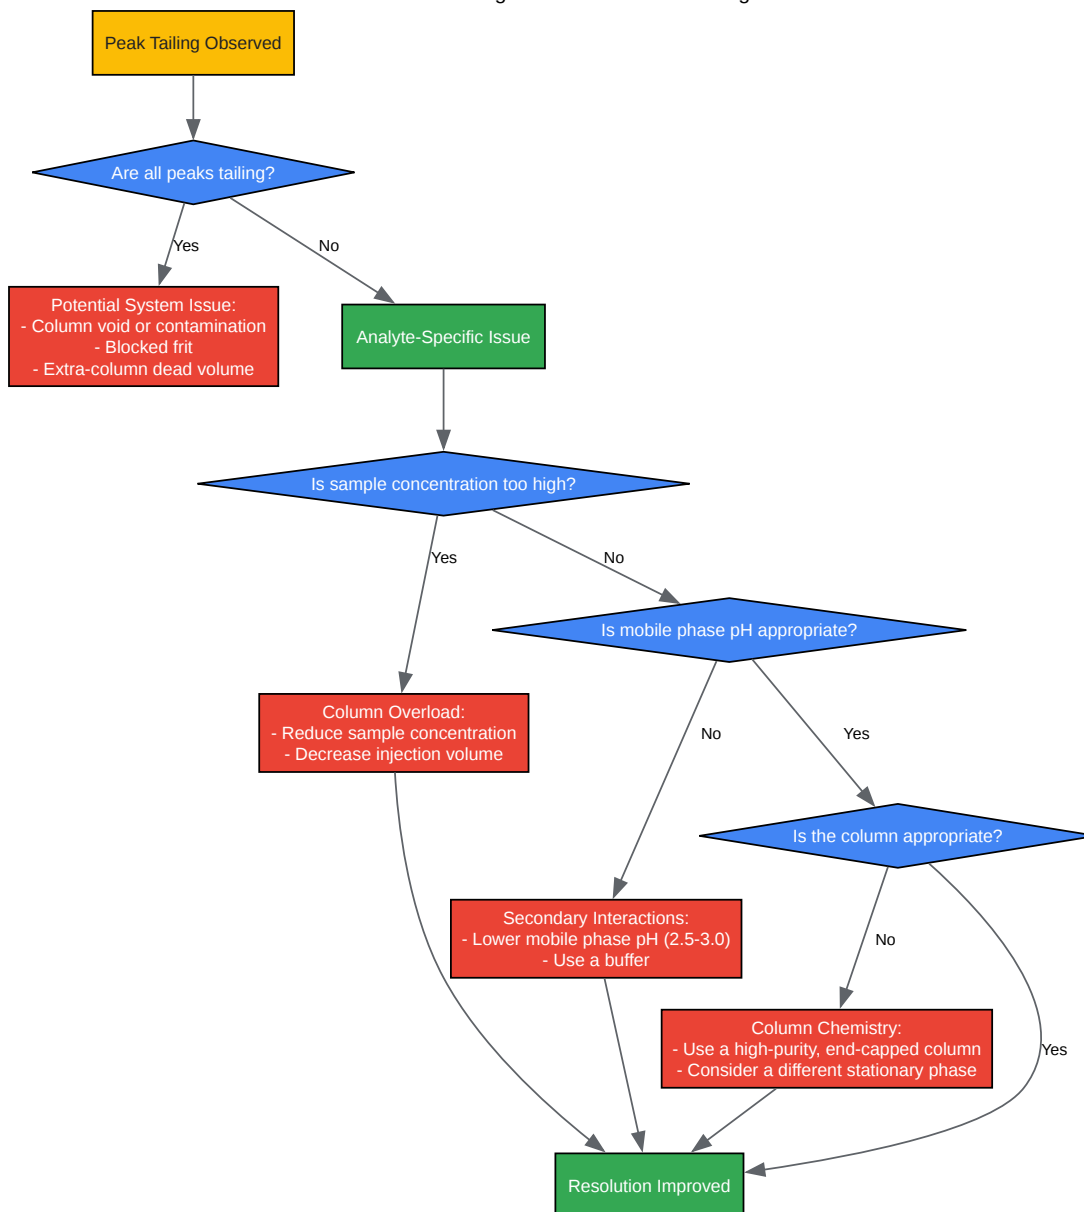 Peak Tailing Observed
Are all peaks tailing?
Yes
No
Potential System Issue:
- Column void or contamination
- Blocked frit
- Extra-column dead volume
Analyte-Specific Issue
Is sample concentration too high?
Yes
No
Is mobile phase pH appropriate?
Column Overload:
- Reduce sample concentration
- Decrease injection volume
No
Yes
Is the column appropriate?
Secondary Interactions:
- Lower mobile phase pH (2.5-3.0)
- Use a buffer
No
Column Chemistry:
- Use a high-purity, end-capped column
- Consider a different stationary phase
Yes
Resolution Improved